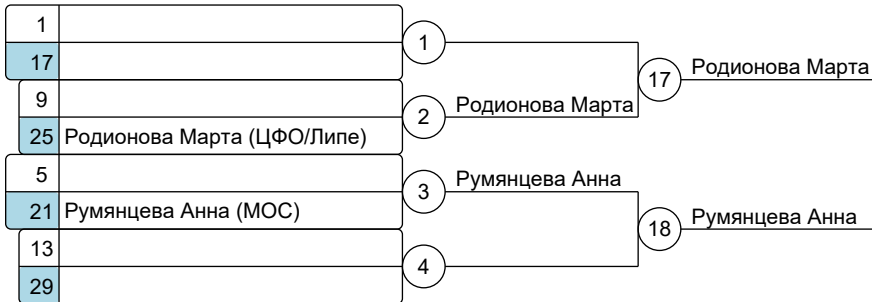 1
17
1
9
25 Родионова Марта (ЦФО/Липе)
2 Родионова Марта
17 Родионова Марта
5
21 Румянцева Анна (МОС)
3 Румянцева Анна
13
29
4
18 Румянцева Анна